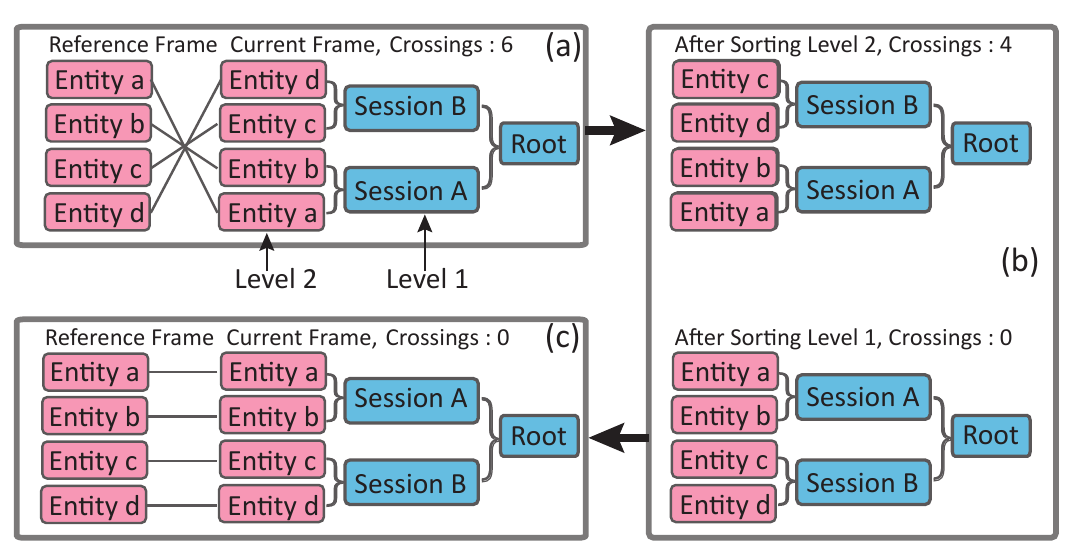 Reference Frame Current Frame, Crossings : 6 (a)
Entity a
Entity b
Entity c
Entity d
Entity d
Entity c
Entity b
Entity a
Session B
Session A
Root
Level 2
Level 1
After Sorting Level 2, Crossings : 4
Entity c
Entity d
Entity b
Entity a
Session B
Session A
Root
(b)
After Sorting Level 1, Crossings : 0
Entity a
Entity b
Entity c
Entity d
Session A
Session B
Root
Reference Frame Current Frame, Crossings : 0 (c)
Entity a
Entity b
Entity c
Entity d
Entity a
Entity b
Entity c
Entity d
Session A
Session B
Root